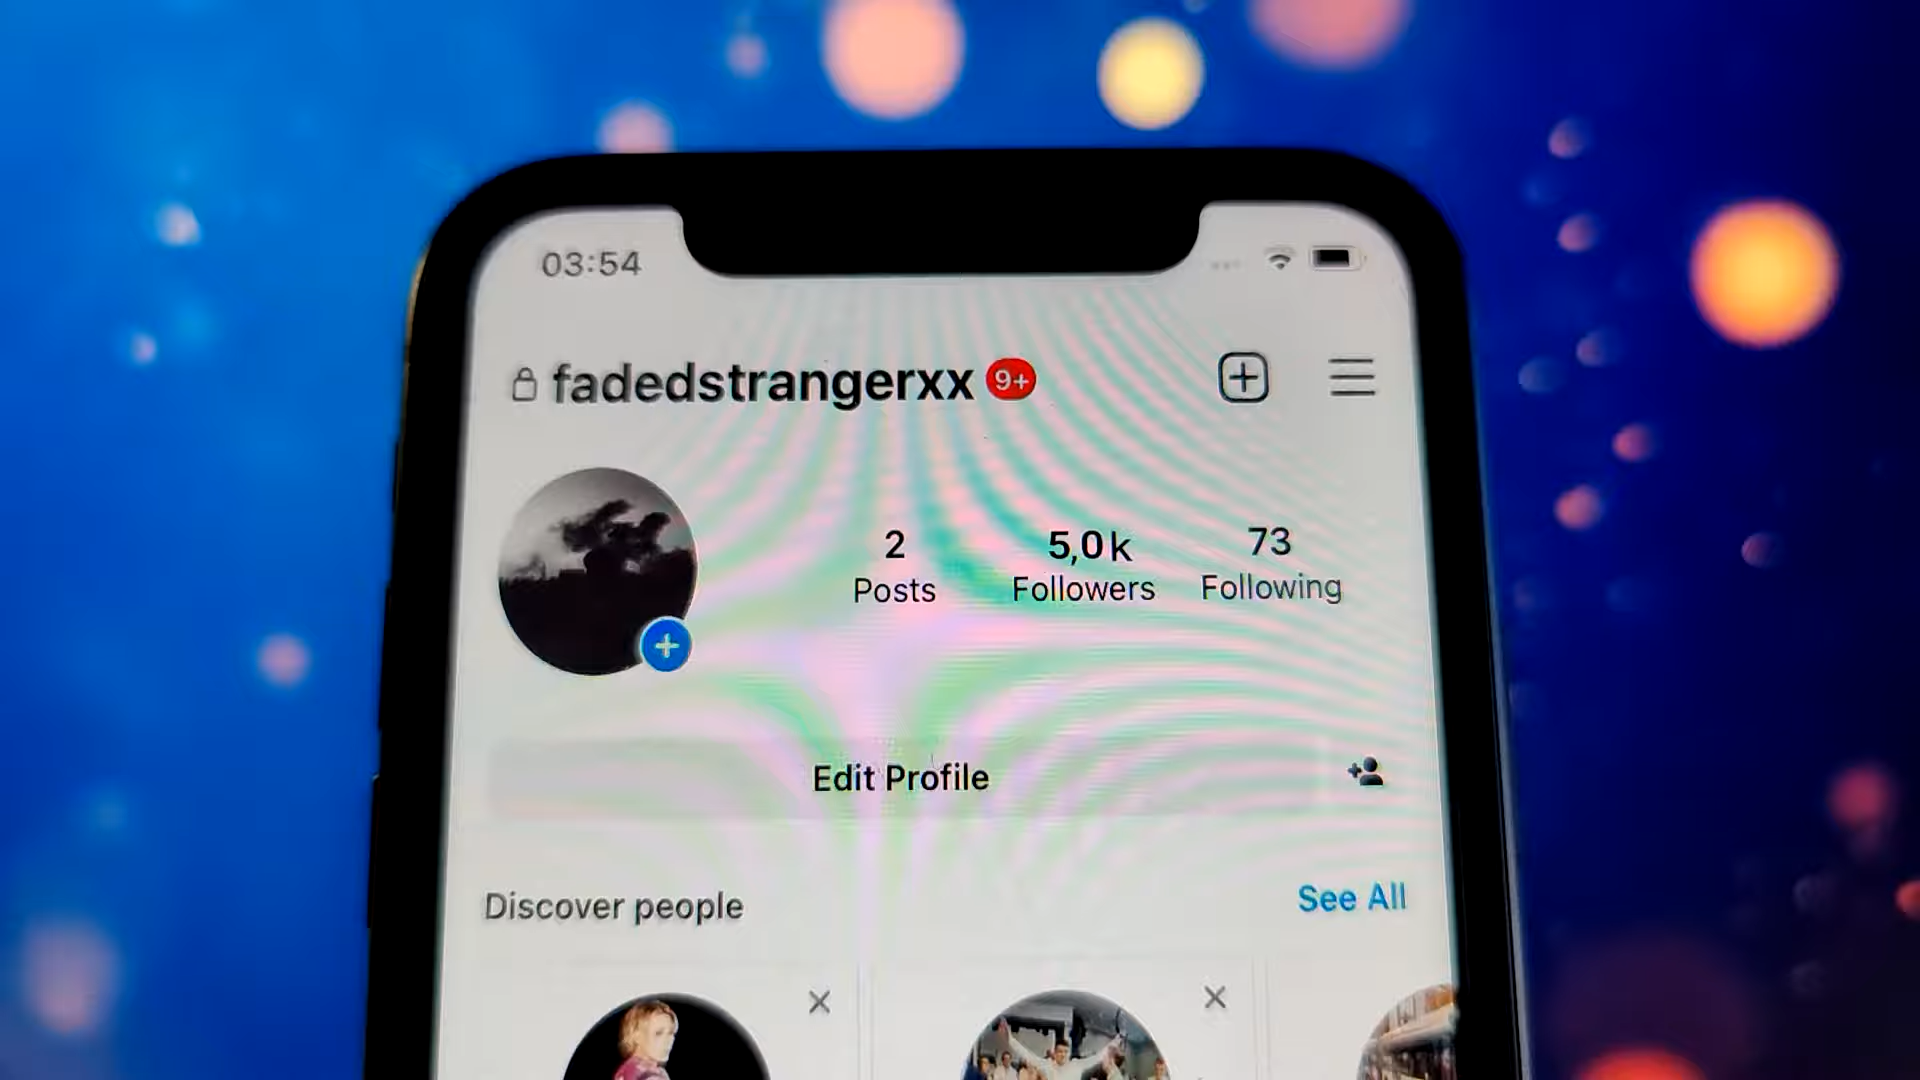 03:54
fadedstrangerxx 9+
2 5,0k 73
Posts Followers Following
Edit Profile
Discover people See All